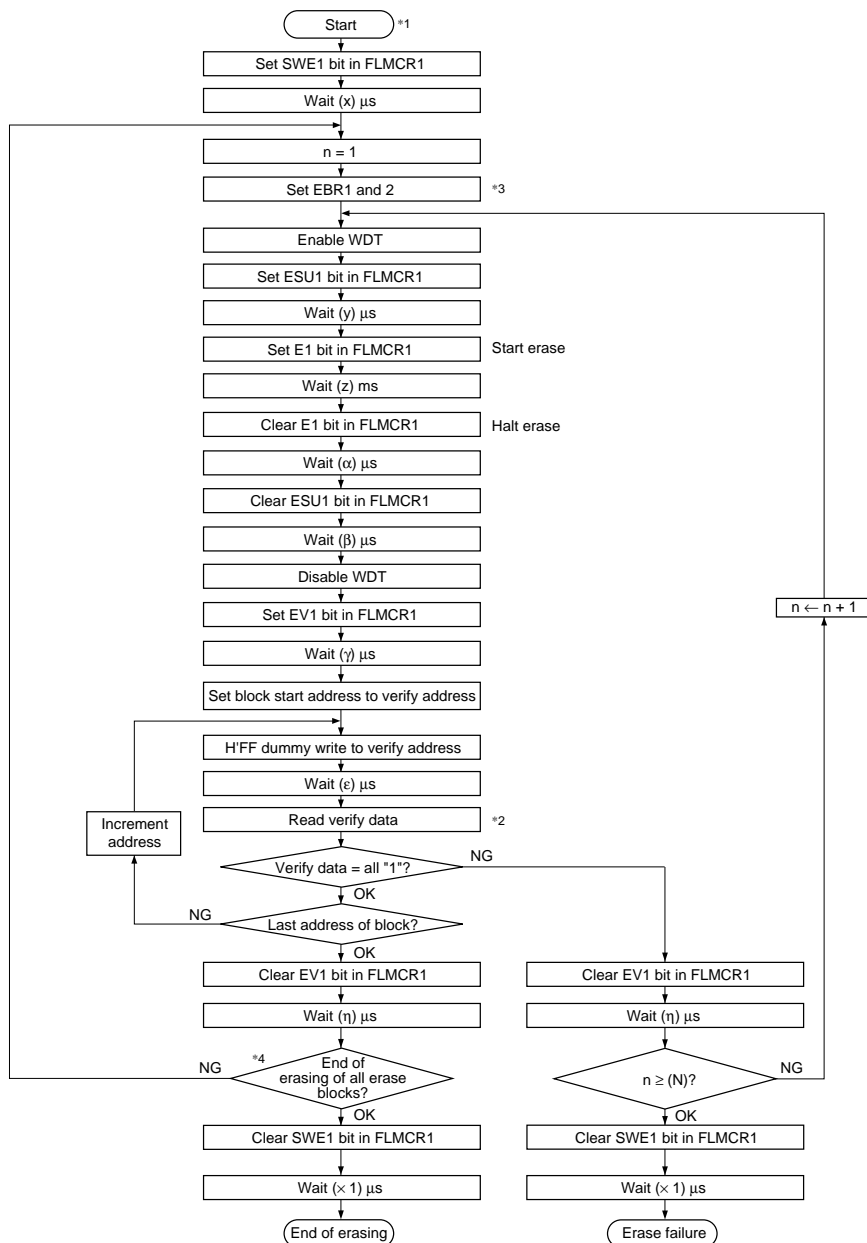 Start *1
Set SWE1 bit in FLMCR1
Wait (x) μs
n = 1
Set EBR1 and 2 *3
Enable WDT
Set ESU1 bit in FLMCR1
Wait (y) μs
Set E1 bit in FLMCR1 Start erase
Wait (z) ms
Clear E1 bit in FLMCR1 Halt erase
Wait (α) μs
Clear ESU1 bit in FLMCR1
Wait (β) μs
Disable WDT
Set EV1 bit in FLMCR1
n ← n + 1
Wait (γ) μs
Set block start address to verify address
H'FF dummy write to verify address
Wait (ε) μs
Increment
address
Read verify data *2
Verify data = all "1"? NG
OK
NG Last address of block?
OK
Clear EV1 bit in FLMCR1 Clear EV1 bit in FLMCR1
Wait (η) μs Wait (η) μs
NG *4 End of
erasing of all erase
blocks?
n ≥ (N)? NG
OK OK
Clear SWE1 bit in FLMCR1 Clear SWE1 bit in FLMCR1
Wait (× 1) μs Wait (× 1) μs
End of erasing Erase failure